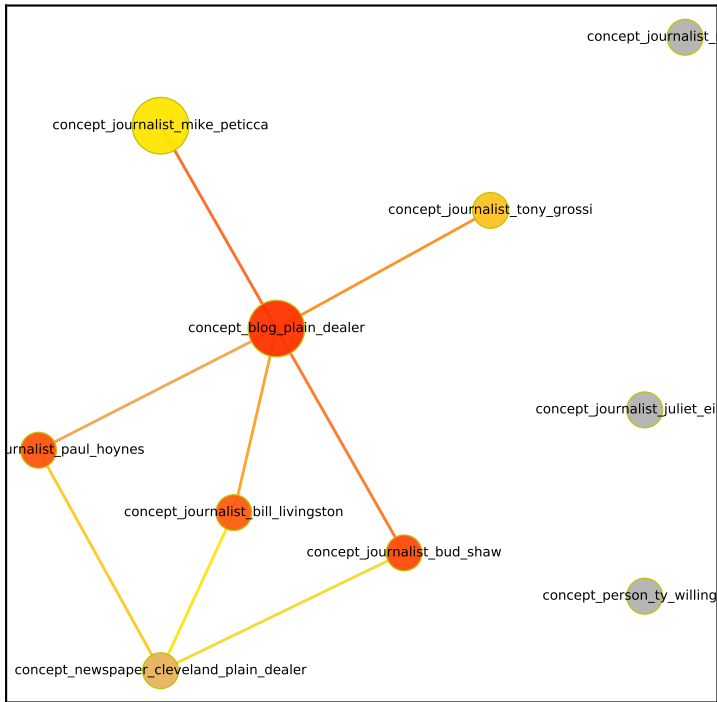 concept_journalist_
concept_journalist_mike_peticca
concept_journalist_tony_grossi
concept_blog_plain_dealer
concept_journalist_juliet_ei
urnalist_paul_hoynes
concept_journalist_bill_livingston
concept_journalist_bud_shaw
concept_person_ty_willing
concept_newspaper_cleveland_plain_dealer